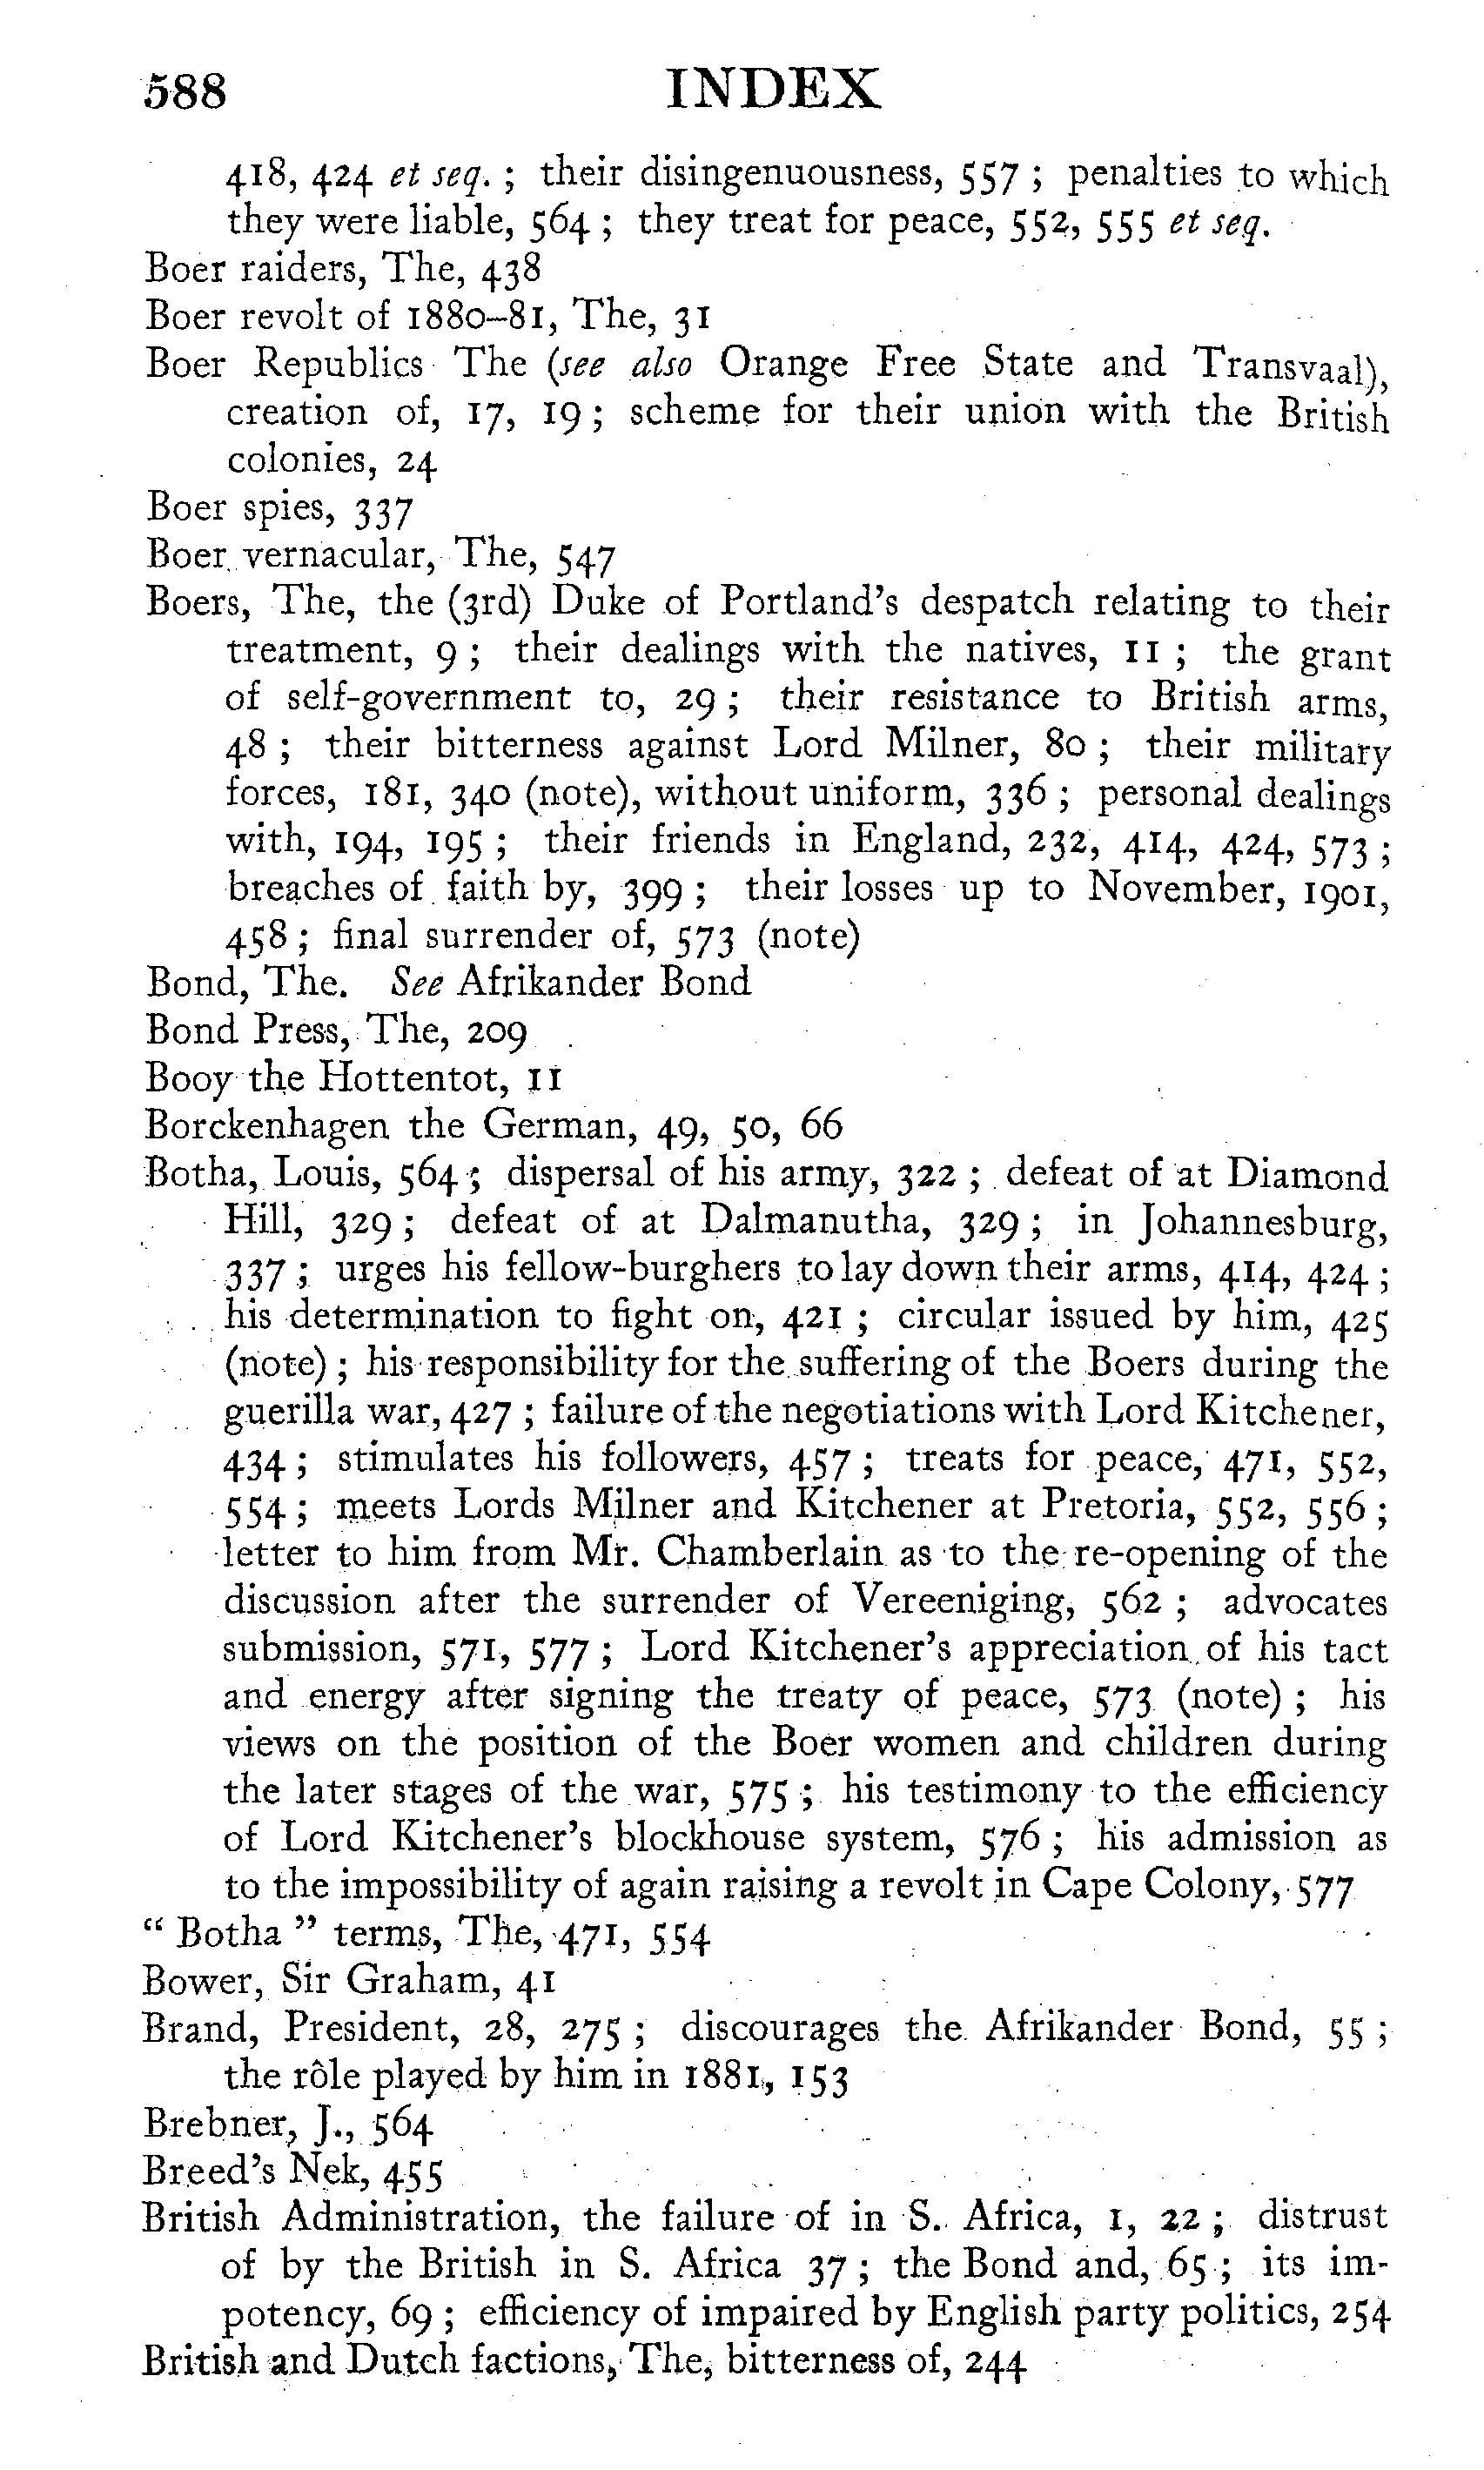 588 INDEX
418, 424 et seq. ; their disingenuousness, 557 ; penalties to which
they were liable, 564 ; they treat for peace, 552, 555 et seq.
Boer raiders, The, 438
Boer revolt of 1880–81, The, 31
Boer Republics The (see also Orange Free State and Transvaal),
creation of, 17, 19 ; scheme for their union with the British
colonies, 24
Boer spies, 337
Boer vernacular, The, 547
Boers, The, the (3rd) Duke of Portland's despatch relating to their
treatment, 9 ; their dealings with the natives, 11 ; the grant
of self-government to, 29 ; their resistance to British arms,
48 ; their bitterness against Lord Milner, 80 ; their military
forces, 181, 340 (note), without uniform, 336 ; personal dealings
with, 194, 195 ; their friends in England, 232, 414, 424, 573 ;
breaches of faith by, 399 ; their losses up to November, 1901,
458 ; final surrender of, 573 (note)
Bond, The. See Afrikander Bond
Bond Press, The, 209
Booy the Hottentot, 11
Borckenhagen the German, 49, 50, 66
Botha, Louis, 564 ; dispersal of his army, 322 ; defeat of at Diamond
Hill, 329 ; defeat of at Dalmanutha, 329 ; in Johannesburg,
337 ; urges his fellow-burghers to lay down their arms, 414, 424 ;
his determination to fight on, 421 ; circular issued by him, 425
(note) ; his responsibility for the suffering of the Boers during the
guerilla war, 427 ; failure of the negotiations with Lord Kitchener,
434 ; stimulates his followers, 457 ; treats for peace, 471, 552,
554 ; meets Lords Milner and Kitchener at Pretoria, 552, 556 ;
letter to him from Mr. Chamberlain as to the re-opening of the
discussion after the surrender of Vereeniging, 562 ; advocates
submission, 571, 577 ; Lord Kitchener's appreciation of his tact
and energy after signing the treaty of peace, 573 (note) ; his
views on the position of the Boer women and children during
the later stages of the war, 575 ; his testimony to the efficiency
of Lord Kitchener's blockhouse system, 576 ; his admission as
to the impossibility of again raising a revolt in Cape Colony, 577
“ Botha ” terms, The, 471, 554
Bower, Sir Graham, 41
Brand, President, 28, 275 ; discourages the Afrikander Bond, 55 ;
the rôle played by him in 1881, 153
Brebner, J., 564
Breed's Nek, 455
British Administration, the failure of in S. Africa, 1, 22 ; distrust
of by the British in S. Africa 37 ; the Bond and, 65 ; its im-
potency, 69 ; efficiency of impaired by English party politics, 254
British and Dutch factions, The, bitterness of, 244